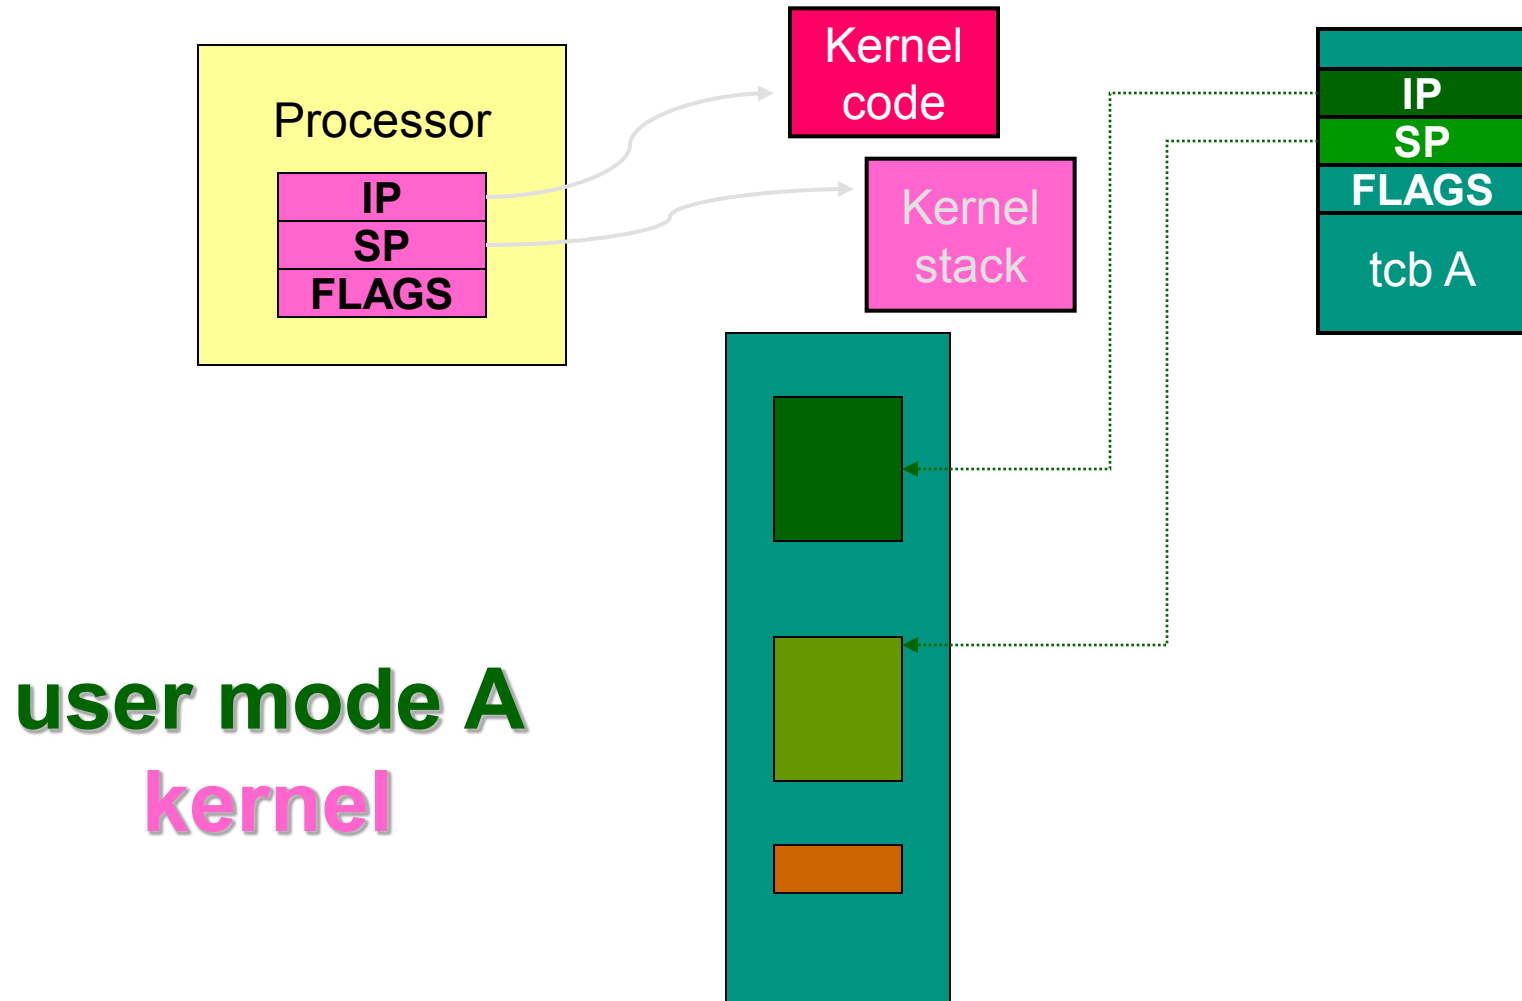 Processor
IP
SP
FLAGS
Kernel
code
Kernel
stack
IP
SP
FLAGS
tcb A
user mode A
kernel